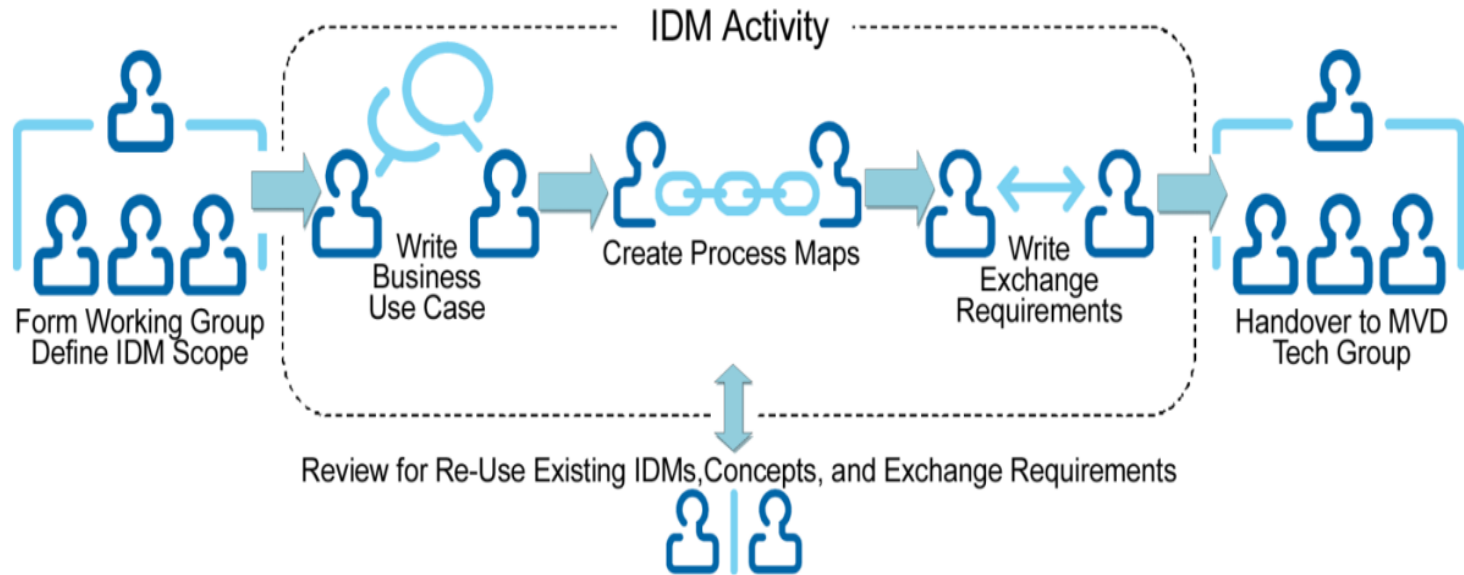 IDM Activity
Form Working Group
Define IDM Scope
Write
Business
Use Case
Create Process Maps
Write
Exchange
Requirements
Handover to MVD
Tech Group
Review for Re-Use Existing IDMs,Concepts, and Exchange Requirements